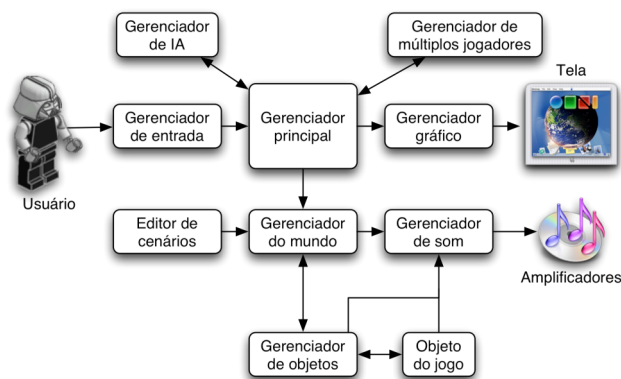 Gerenciador
de IA
Gerenciador de
múltiplos jogadores
Tela
Gerenciador
de entrada
Gerenciador
principal
Gerenciador
gráfico
Usuário
Editor de
cenários
Gerenciador
do mundo
Gerenciador
de som
Amplificadores
Gerenciador
de objetos
Objeto
do jogo